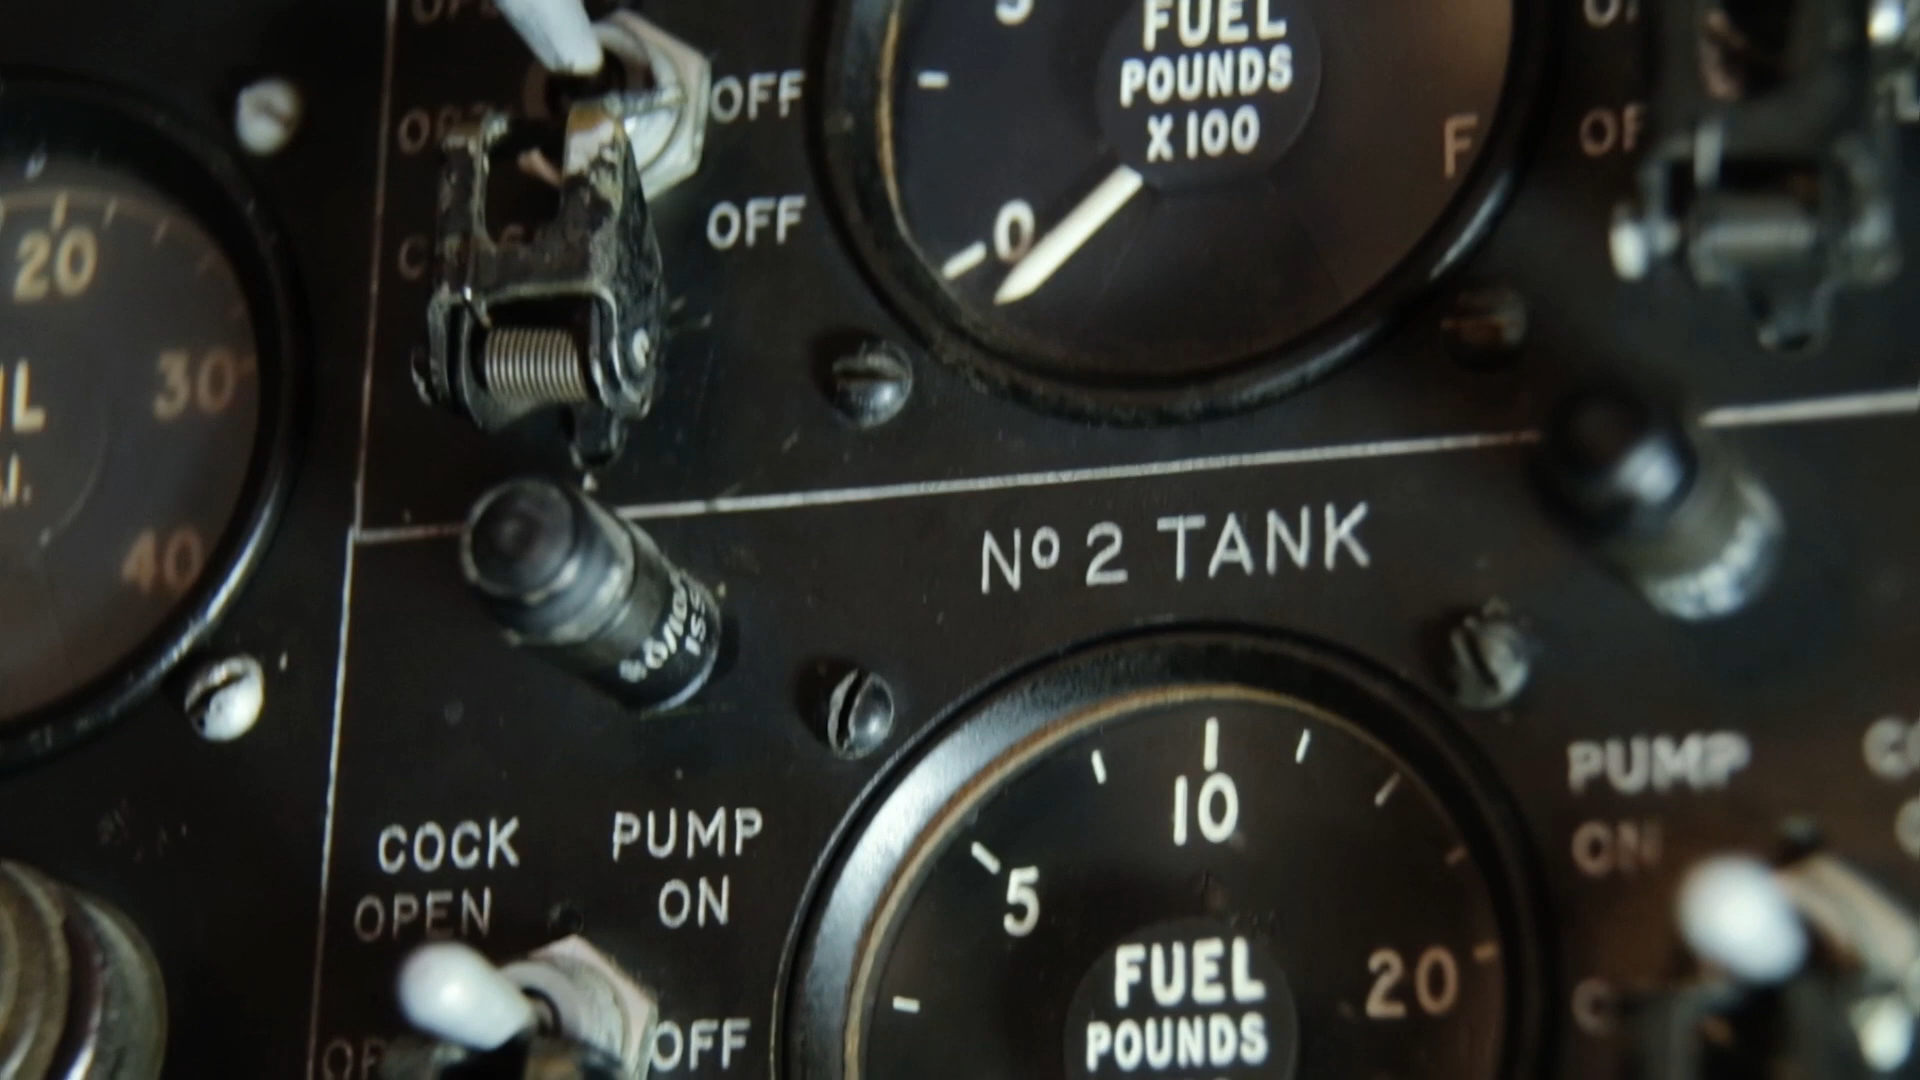 OFF
OFF
FUEL
POUNDS
X 100
0
F
20
30
40
No 2 TANK
COCK
OPEN
PUMP
ON
OFF
5
10
20
FUEL
POUNDS
PUMP
ON